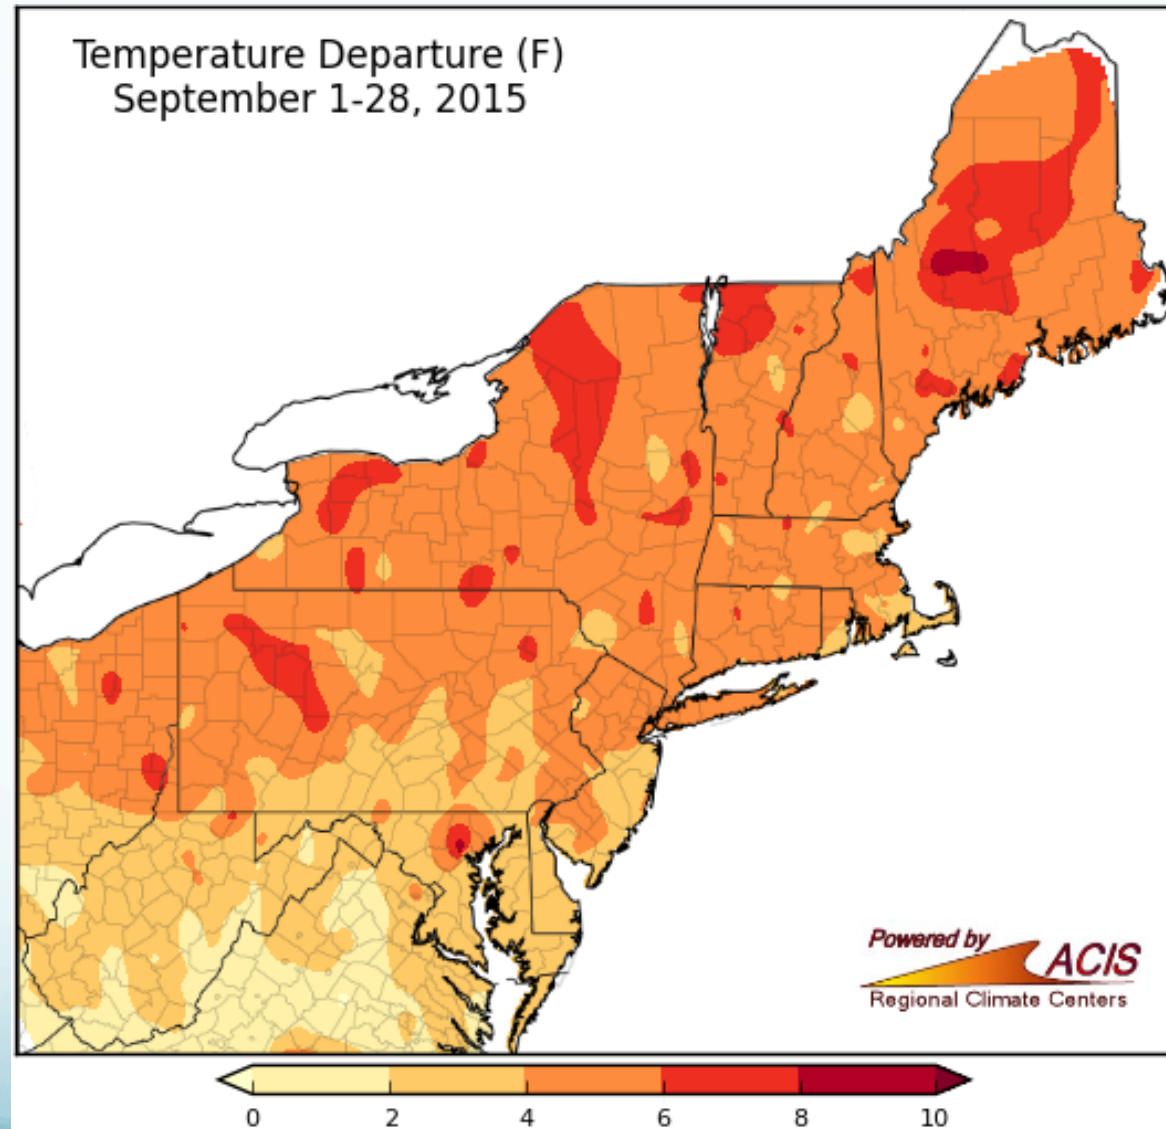 Temperature Departure (F)
September 1-28, 2015
Powered by
ACIS
Regional Climate Centers
0 2 4 6 8 10